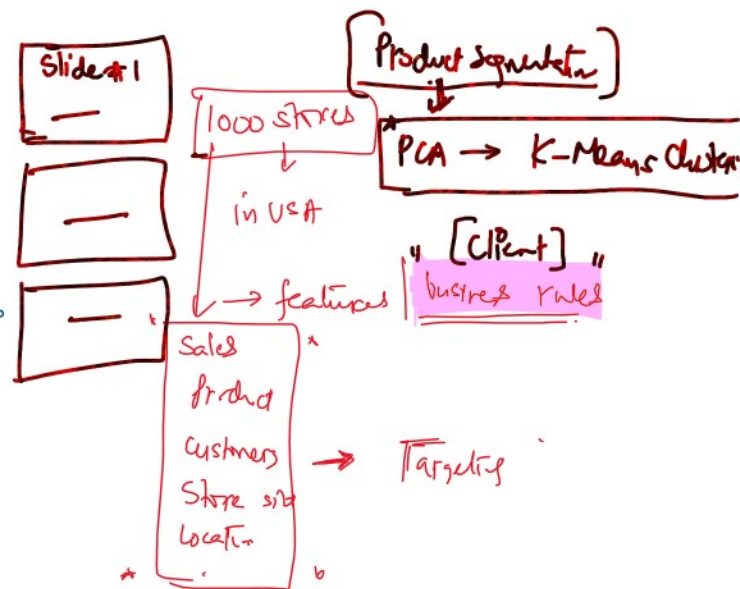 Slide #1
Product Segmentation
1000 stores
PCA → K-Means Cluster
in USA
"[Client]"
→ features
business rules
Sales
Product
Customers
→ Targeting
Store size
Location